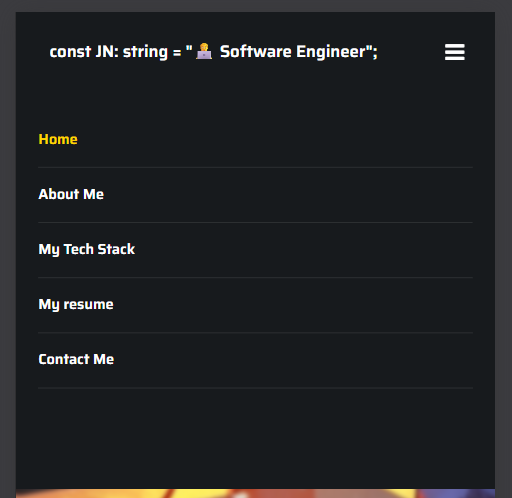 const JN: string = "🧑‍💻 Software Engineer";
Home
About Me
My Tech Stack
My resume
Contact Me